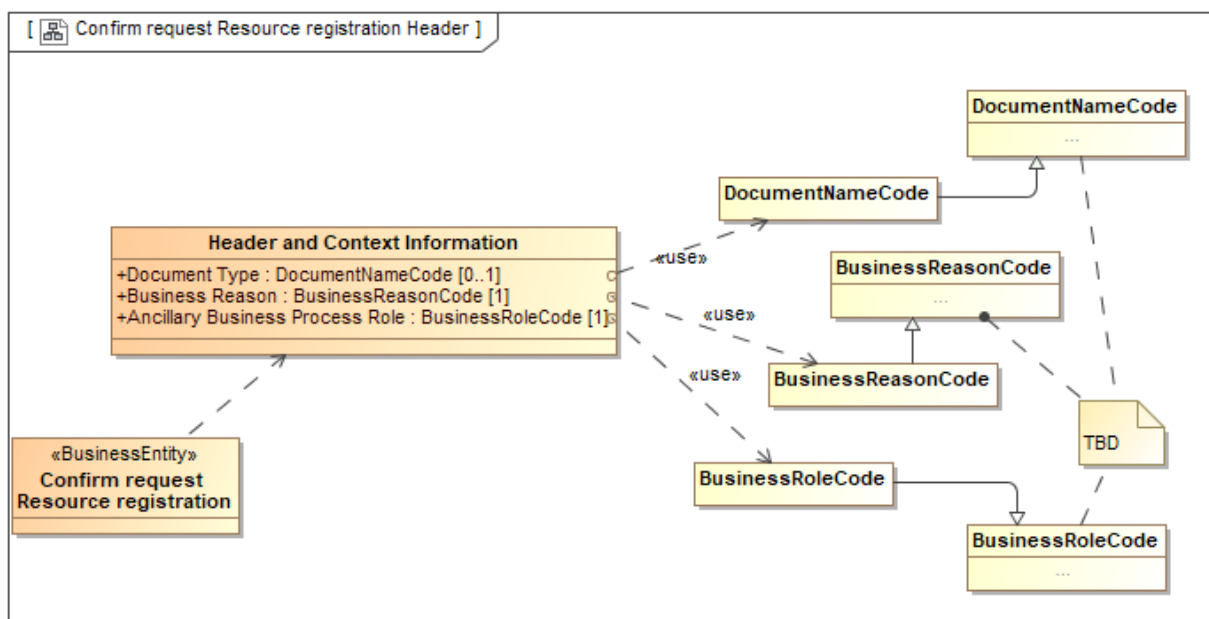 [ Confirm request Resource registration Header ]
DocumentNameCode
...
DocumentNameCode
Header and Context Information
+Document Type : DocumentNameCode [0..1]
+Business Reason : BusinessReasonCode [1]
+Ancillary Business Process Role : BusinessRoleCode [1]
«use»
BusinessReasonCode
...
«use»
BusinessReasonCode
«use»
TBD
«BusinessEntity»
Confirm request
Resource registration
BusinessRoleCode
BusinessRoleCode
...